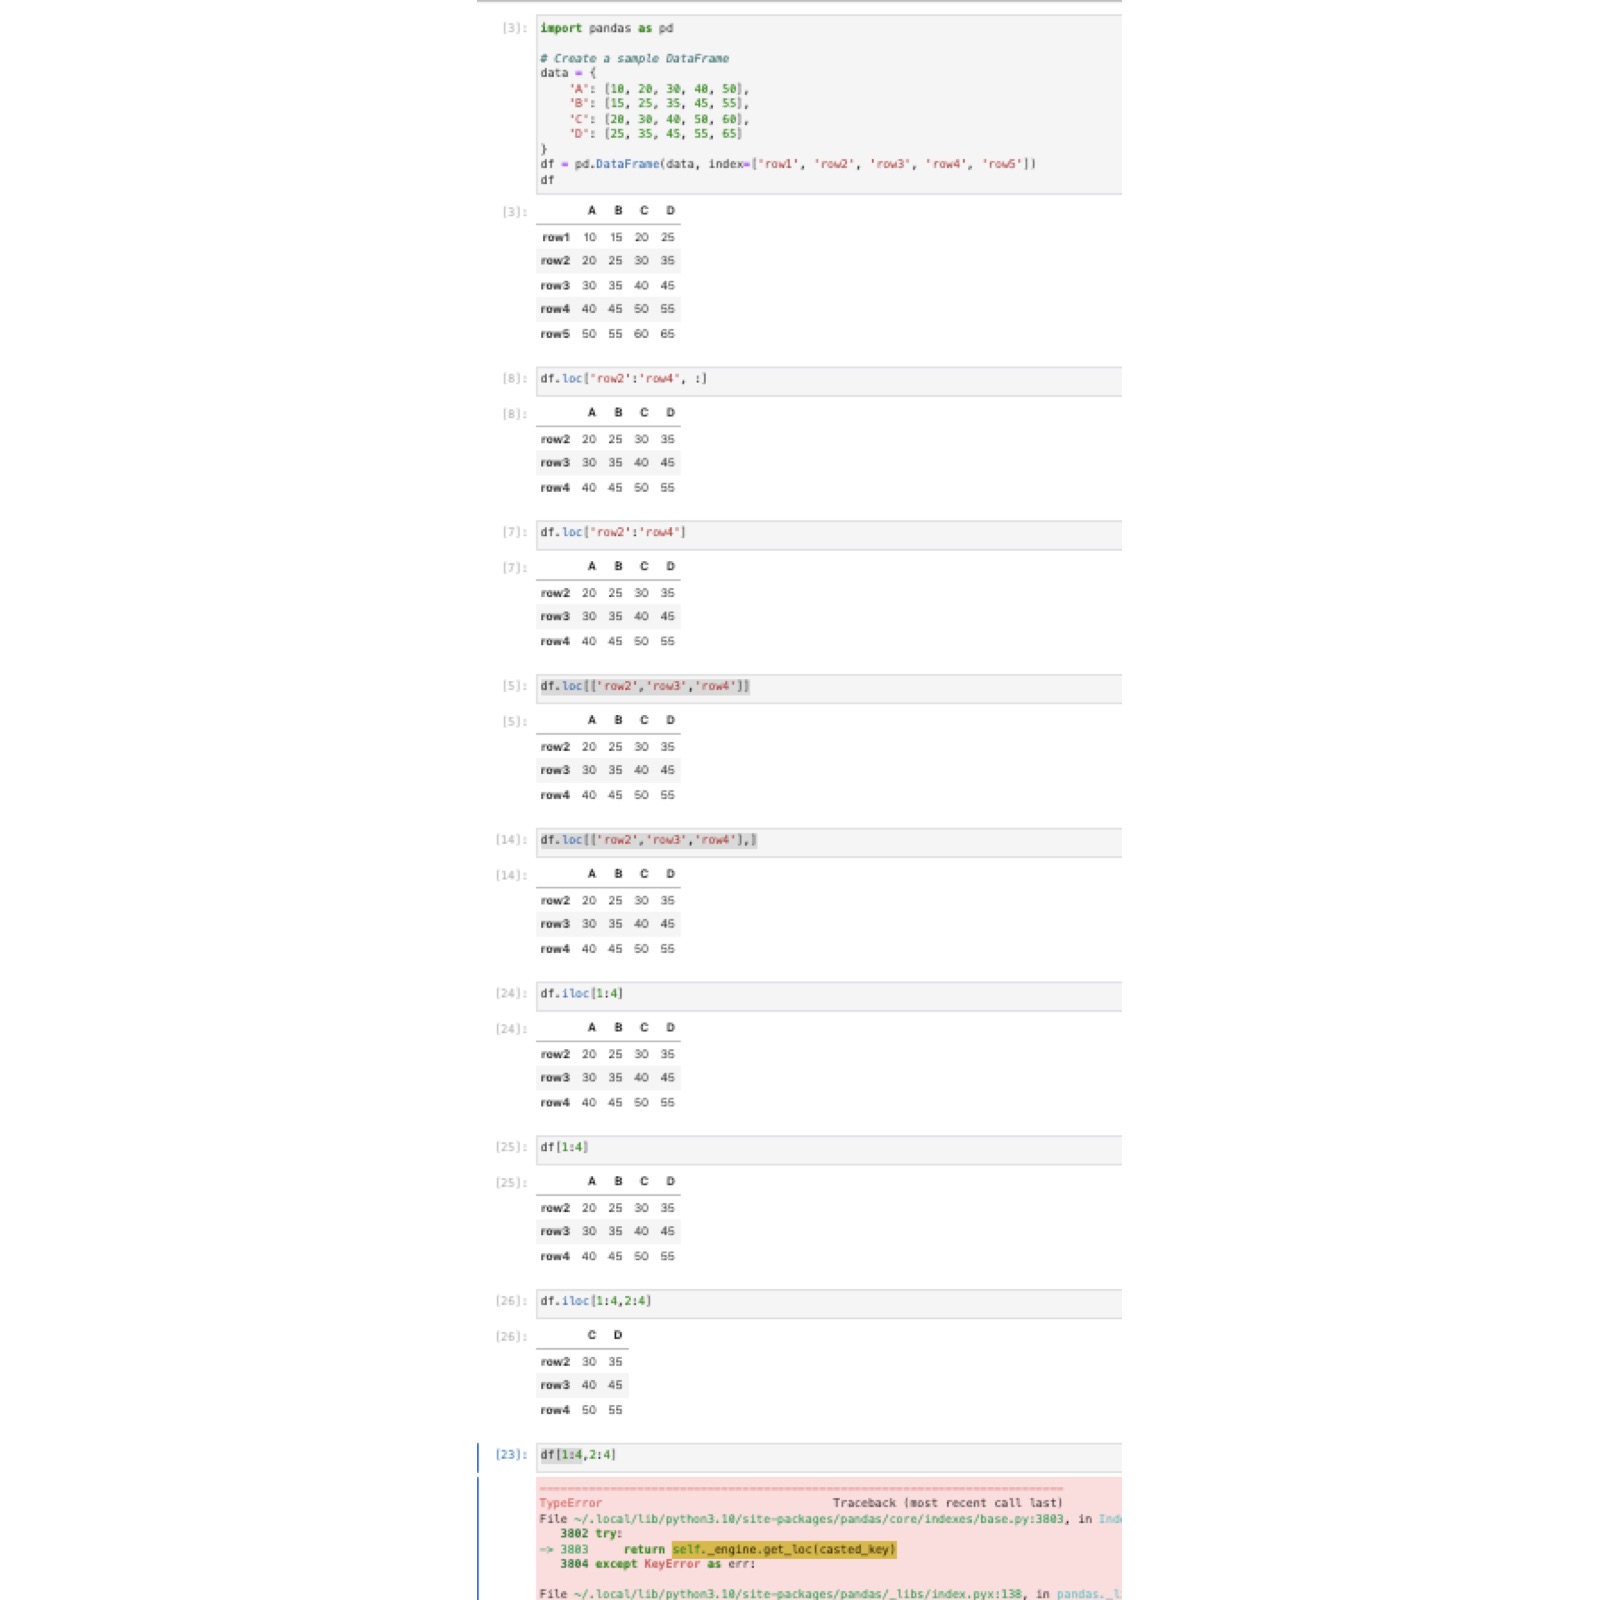 [3]: import pandas as pd
# Create a sample DataFrame
data = {
'A': [10, 20, 30, 40, 50],
'B': [15, 25, 35, 45, 55],
'C': [20, 30, 40, 50, 60],
'D': [25, 35, 45, 55, 65]
}
df = pd.DataFrame(data, index=['row1', 'row2', 'row3', 'row4', 'row5'])
df
[3]: A B C D
row1 10 15 20 25
row2 20 25 30 35
row3 30 35 40 45
row4 40 45 50 55
row5 50 55 60 65
[8]: df.loc['row2':'row4', :]
[8]: A B C D
row2 20 25 30 35
row3 30 35 40 45
row4 40 45 50 55
[7]: df.loc['row2':'row4']
[7]: A B C D
row2 20 25 30 35
row3 30 35 40 45
row4 40 45 50 55
[5]: df.loc[['row2','row3','row4']]
[5]: A B C D
row2 20 25 30 35
row3 30 35 40 45
row4 40 45 50 55
[14]: df.loc[['row2','row3','row4'],]
[14]: A B C D
row2 20 25 30 35
row3 30 35 40 45
row4 40 45 50 55
[24]: df.iloc[1:4]
[24]: A B C D
row2 20 25 30 35
row3 30 35 40 45
row4 40 45 50 55
[25]: df[1:4]
[25]: A B C D
row2 20 25 30 35
row3 30 35 40 45
row4 40 45 50 55
[26]: df.iloc[1:4,2:4]
[26]: C D
row2 30 35
row3 40 45
row4 50 55
[23]: df[1:4,2:4]
---------------------------------------------------------------------------
TypeError Traceback (most recent call last)
File ~/.local/lib/python3.10/site-packages/pandas/core/indexes/base.py:3803, in Inde
3802 try:
-> 3803 return self._engine.get_loc(casted_key)
3804 except KeyError as err:
File ~/.local/lib/python3.10/site-packages/pandas/_libs/index.pyx:138, in pandas._l